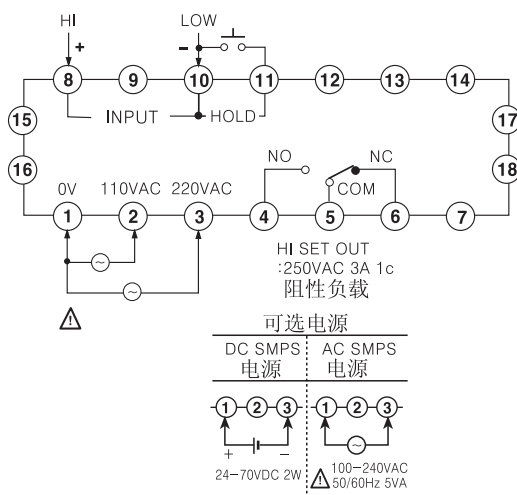 HI LOW
+ −
8 9 10 11 12 13 14
INPUT HOLD
15 17
16 18
0V 110VAC 220VAC NO NC
COM
1 2 3 4 5 6 7
HI SET OUT
:250VAC 3A 1c
阻性负载
可选电源
DC SMPS AC SMPS
电源 电源
1 2 3 1 2 3
+ −
24-70VDC 2W 100-240VAC
50/60Hz 5VA